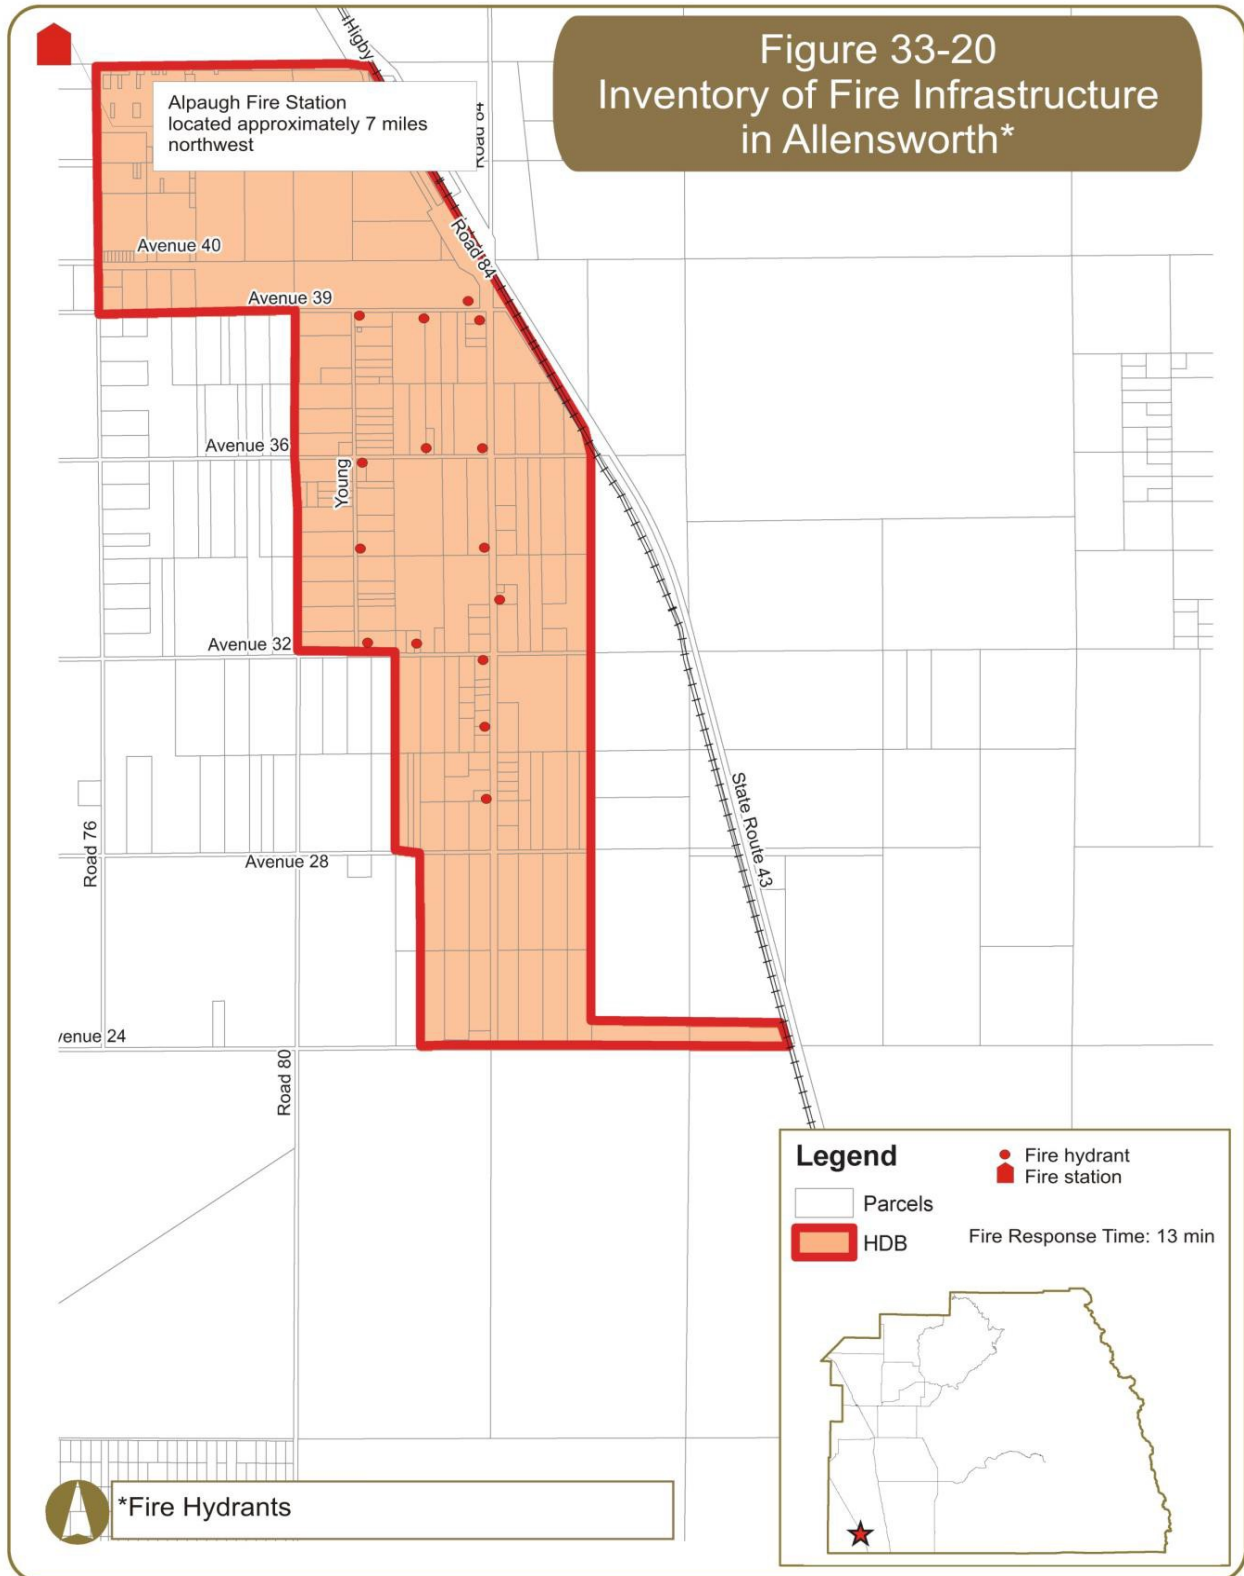 Figure 33-20
Inventory of Fire Infrastructure
in Allensworth*
Higby
Road 84
Alpaugh Fire Station
located approximately 7 miles
northwest
Avenue 40
Road 84
Avenue 39
Avenue 36
Young
Avenue 32
State Route 43
Road 76
Avenue 28
venue 24
Road 80
Legend
Fire hydrant
Fire station
Parcels
HDB
Fire Response Time: 13 min
*Fire Hydrants